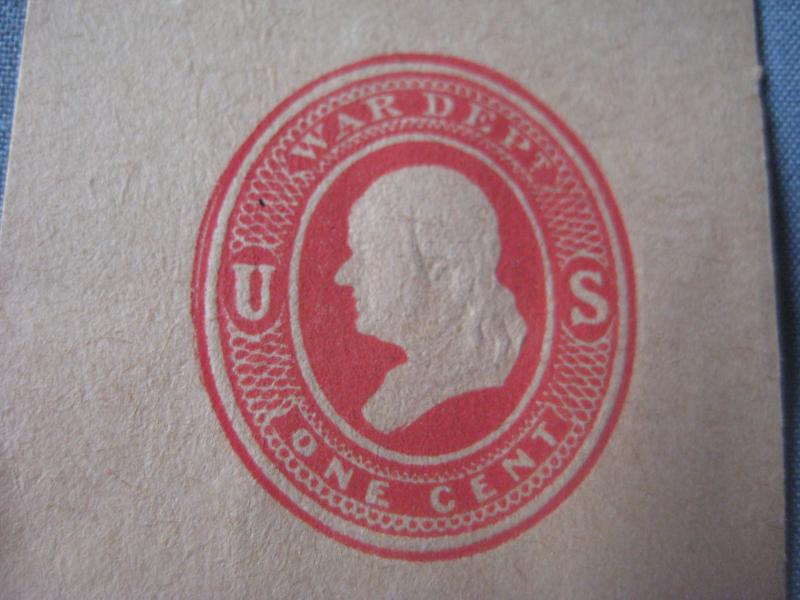 WAR DEPT
U S
ONE CENT